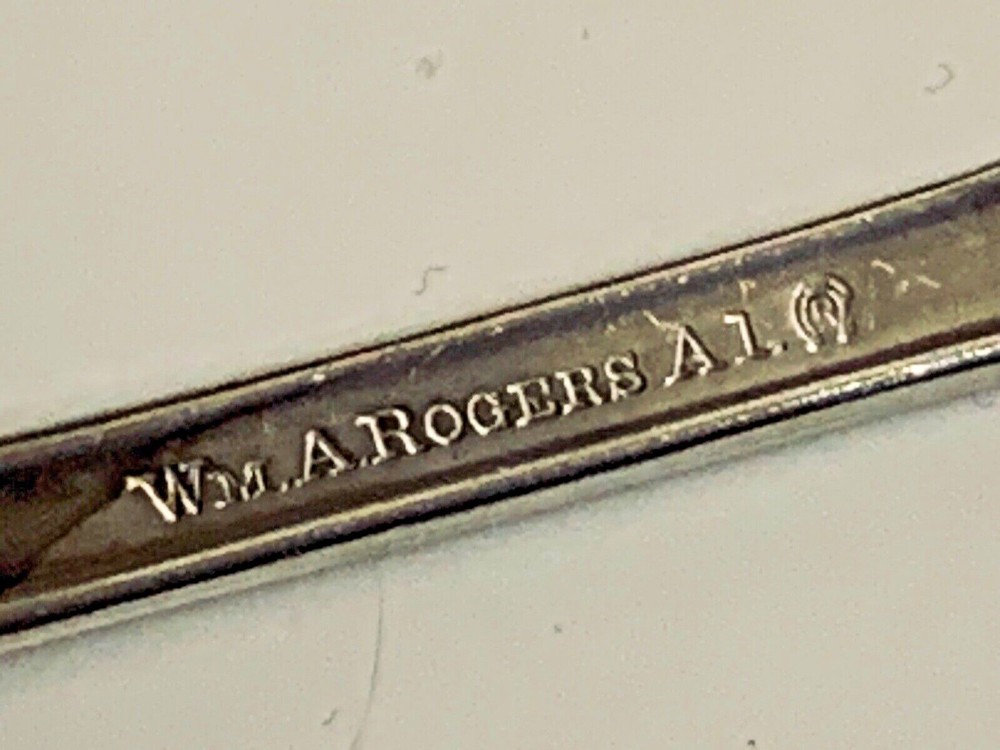 WM. A. ROGERS A1. (R)